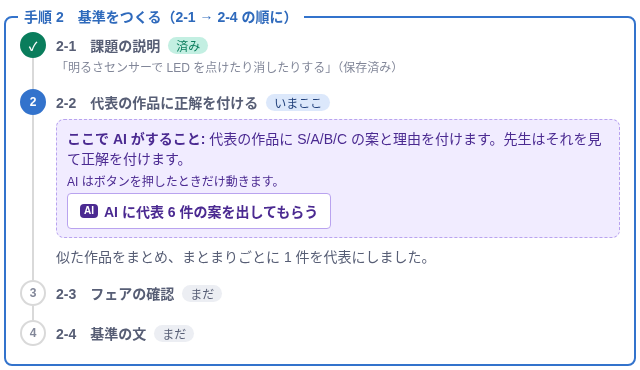 手順 2　基準をつくる（2-1 → 2-4 の順に）
✓ 2-1　課題の説明 済み
「明るさセンサーで LED を点けたり消したりする」（保存済み）
2 2-2　代表の作品に正解を付ける いまここ
ここで AI がすること: 代表の作品に S/A/B/C の案と理由を付けます。先生はそれを見
て正解を付けます。
AI はボタンを押したときだけ動きます。
AI AI に代表 6 件の案を出してもらう
似た作品をまとめ、まとまりごとに 1 件を代表にしました。
3 2-3　フェアの確認 まだ
4 2-4　基準の文 まだ